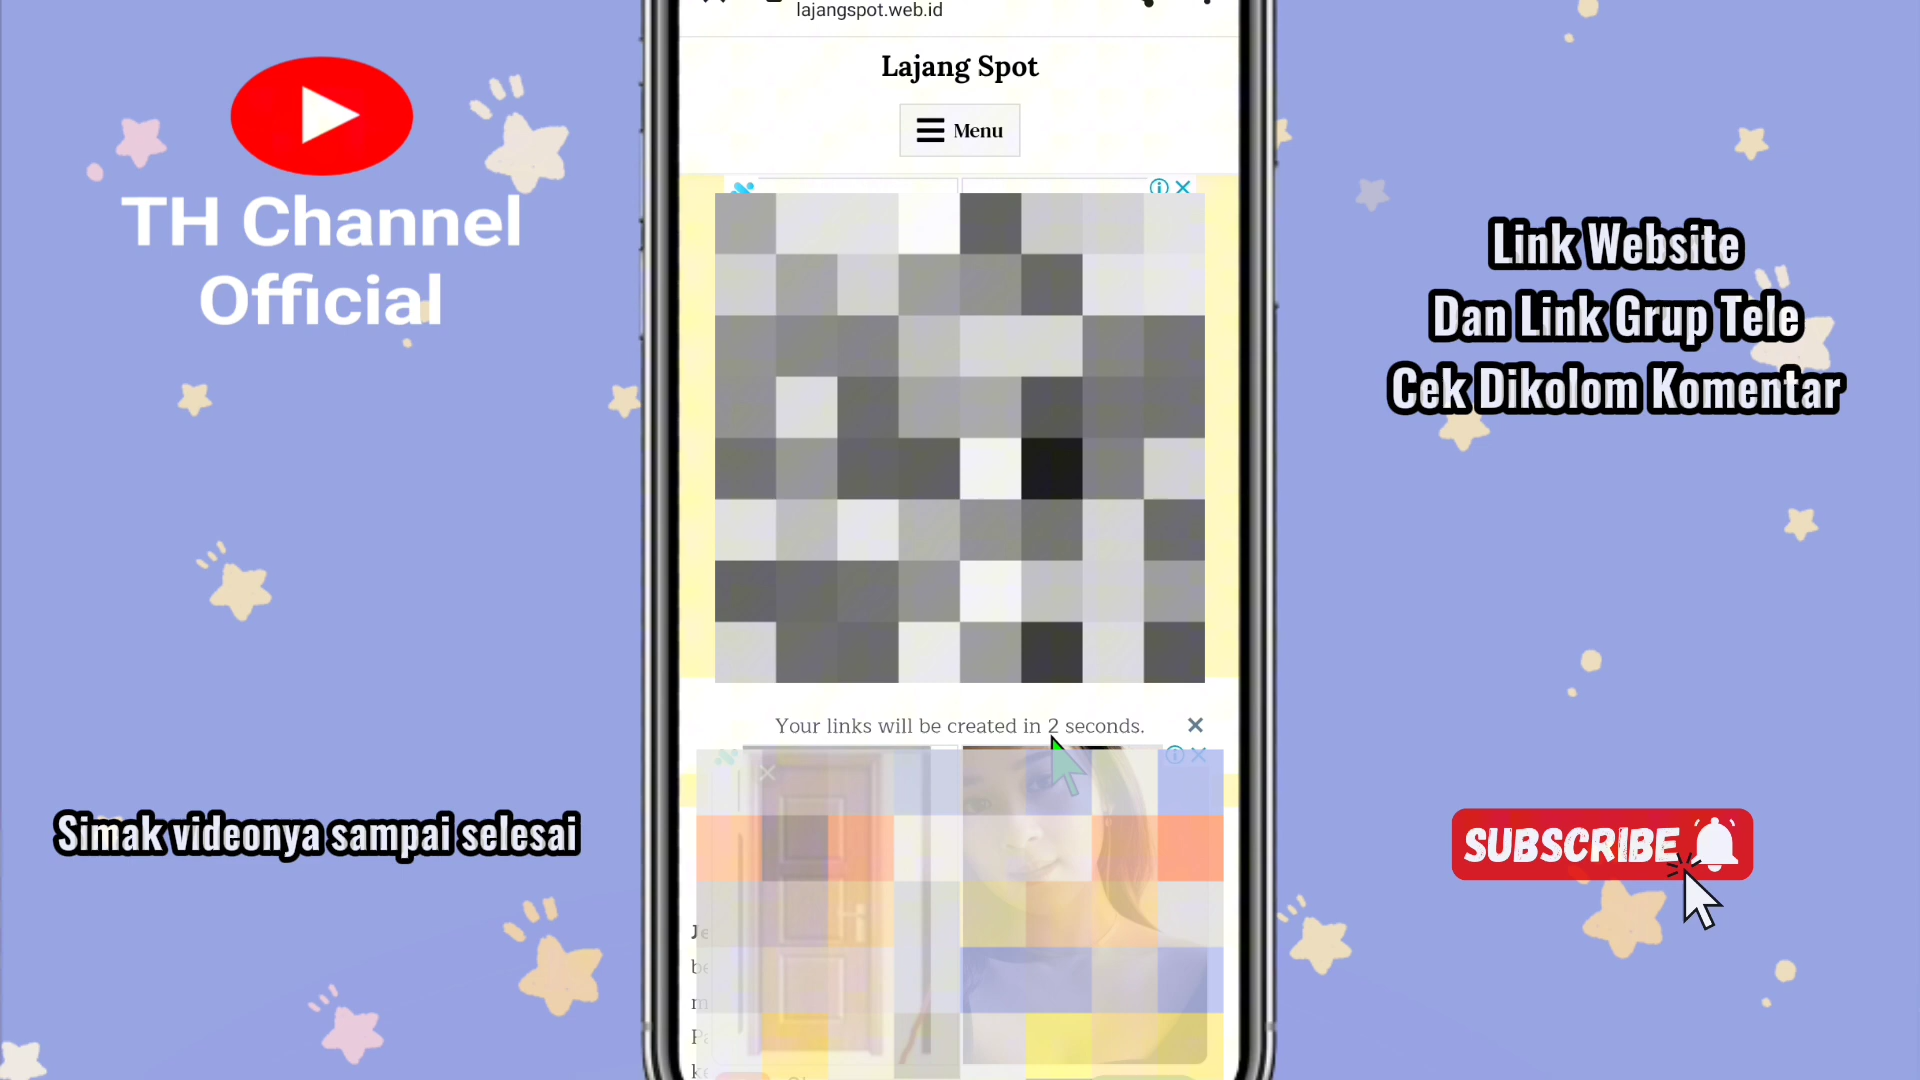 lajangspot.web.id
Lajang Spot
Menu
TH Channel
Official
Link Website
Dan Link Grup Tele
Cek Dikolom Komentar
Your links will be created in 2 seconds.
Simak videonya sampai selesai
SUBSCRIBE